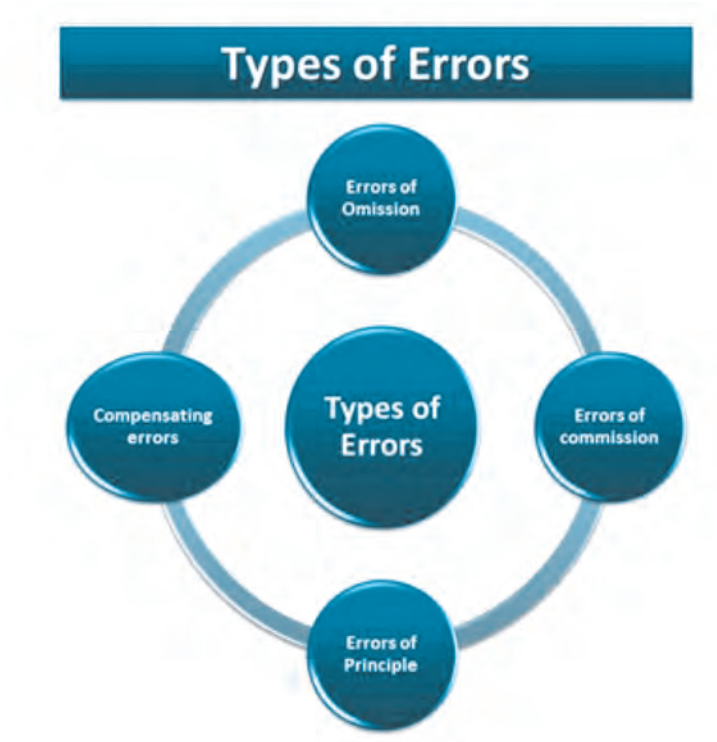 Types of Errors
Errors of
Omission
Compensating
errors
Types of
Errors
Errors of
commission
Errors of
Principle